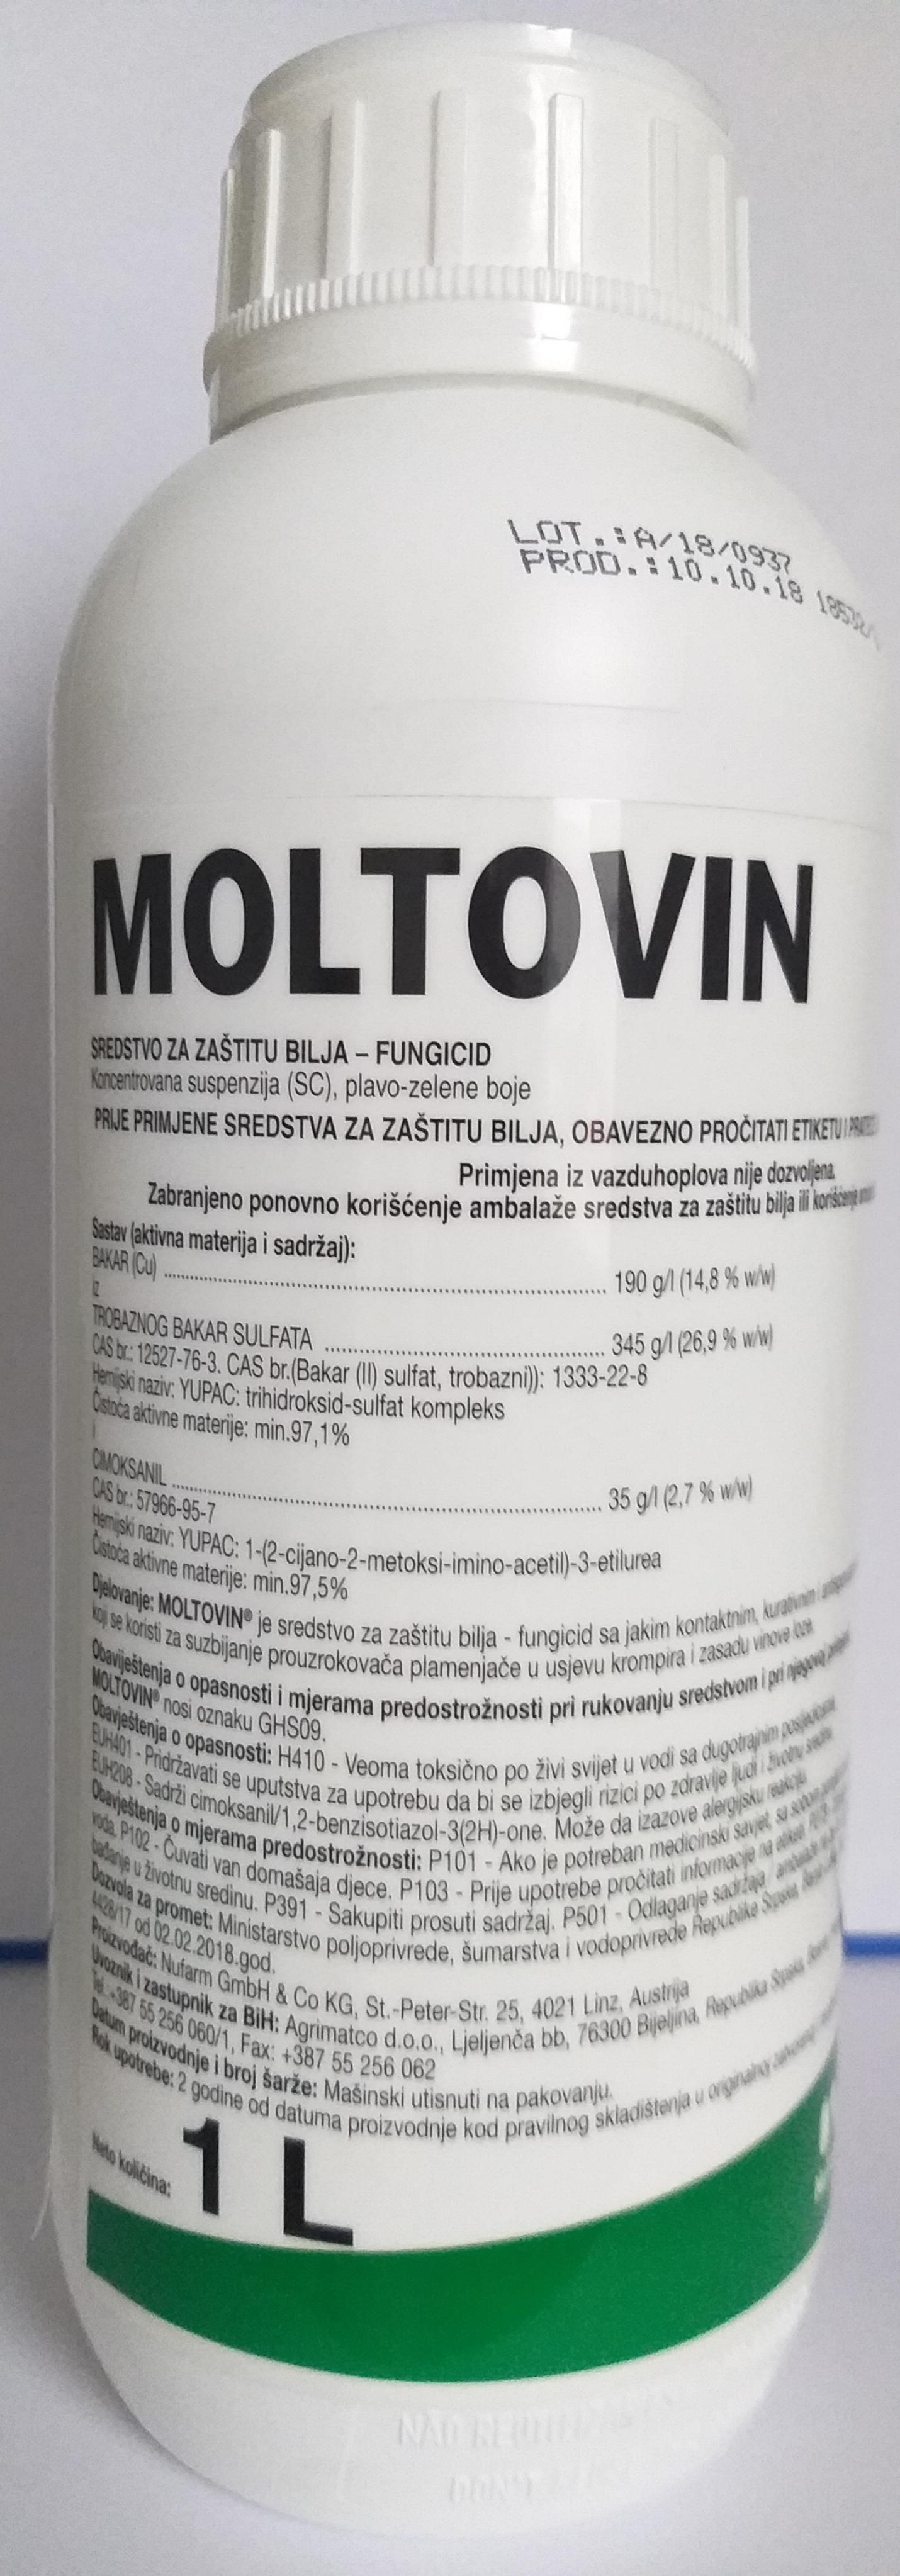 LOT.:A/18/0937
PROD.:10.10.18
MOLTOVIN
SREDSTVO ZA ZAŠTITU BILJA – FUNGICID
Koncentrovana suspenzija (SC), plavo-zelene boje
PRIJE PRIMJENE SREDSTVA ZA ZAŠTITU BILJA, OBAVEZNO PROČITATI ETIKETU I
Primjena iz vazduhoplova nije dozvoljena.
Zabranjeno ponovno korišćenje ambalaže sredstva za zaštitu bilja ili korišćenje
Sastav (aktivna materija i sadržaj):
BAKAR (Cu) ........ 190 g/l (14,8 % w/w)
iz
TROBAZNOG BAKAR SULFATA ........ 345 g/l (26,9 % w/w)
CAS br.: 12527-76-3. CAS br.(Bakar (II) sulfat, trobazni)): 1333-22-8
Hemijski naziv: YUPAC: trihidroksid-sulfat kompleks
Čistoća aktivne materije: min.97,1%
i
CIMOKSANIL ........ 35 g/l (2,7 % w/w)
CAS br.: 57966-95-7
Hemijski naziv: YUPAC: 1-(2-cijano-2-metoksi-imino-acetil)-3-etilurea
Čistoća aktivne materije: min.97,5%
Djelovanje: MOLTOVIN® je sredstvo za zaštitu bilja - fungicid sa jakim kontaktnim, kurativnim i
koji se koristi za suzbijanje prouzrokovača plamenjače u usjevu krompira i zasadu vinove loze.
Obaviještenja o opasnosti i mjerama predostrožnosti pri rukovanju sredstvom i pri njegovoj
MOLTOVIN® nosi oznaku GHS09.
Obavještenja o opasnosti: H410 - Veoma toksično po živi svijet u vodi sa dugotrajnim posljedicama.
EUH401 - Pridržavati se uputstva za upotrebu da bi se izbjegli rizici po zdravlje ljudi i životnu sredinu.
EUH208 - Sadrži cimoksanil/1,2-benzisotiazol-3(2H)-one. Može da izazove alergijsku reakciju.
Obavještenja o mjerama predostrožnosti: P101 - Ako je potreban medicinski savjet, sa sobom
voda. P102 - Čuvati van domašaja djece. P103 - Prije upotrebe pročitati informacije na etiketi.
bađanje u životnu sredinu. P391 - Sakupiti prosuti sadržaj. P501 - Odlaganje sadržaja / ambalaže
Dozvola za promet: Ministarstvo poljoprivrede, šumarstva i vodoprivrede Republike Srpske,
4428/17 od 02.02.2018.god.
Proizvođač: Nufarm GmbH & Co KG, St.-Peter-Str. 25, 4021 Linz, Austrija
Uvoznik i zastupnik za BiH: Agrimatco d.o.o., Ljeljenča bb, 76300 Bijeljina, Republika Srpska,
Tel.:+387 55 256 060/1, Fax: +387 55 256 062
Datum proizvodnje i broj šarže: Mašinski utisnuti na pakovanju.
Rok upotrebe: 2 godine od datuma proizvodnje kod pravilnog skladištenja u originalnoj
Neto količina: 1 L